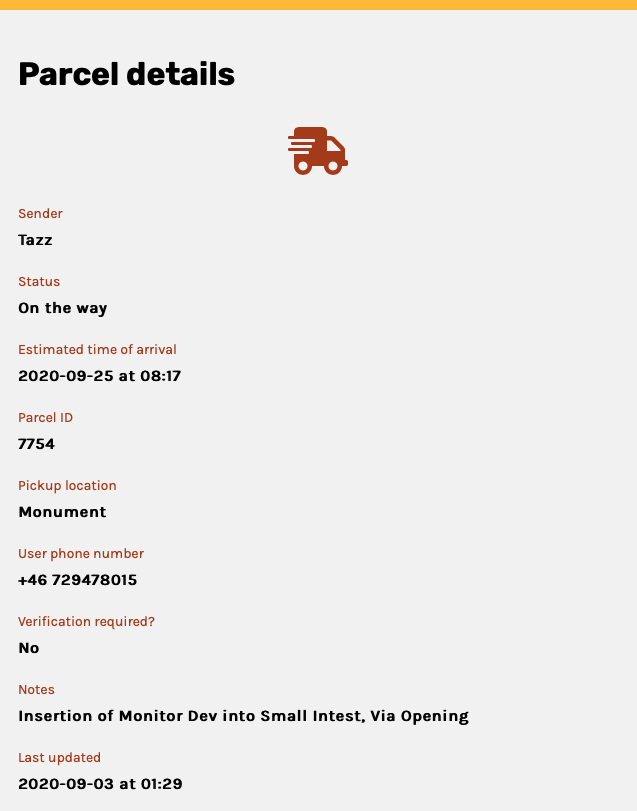 Parcel details
Sender
Tazz
Status
On the way
Estimated time of arrival
2020-09-25 at 08:17
Parcel ID
7754
Pickup location
Monument
User phone number
+46 729478015
Verification required?
No
Notes
Insertion of Monitor Dev into Small Intest, Via Opening
Last updated
2020-09-03 at 01:29